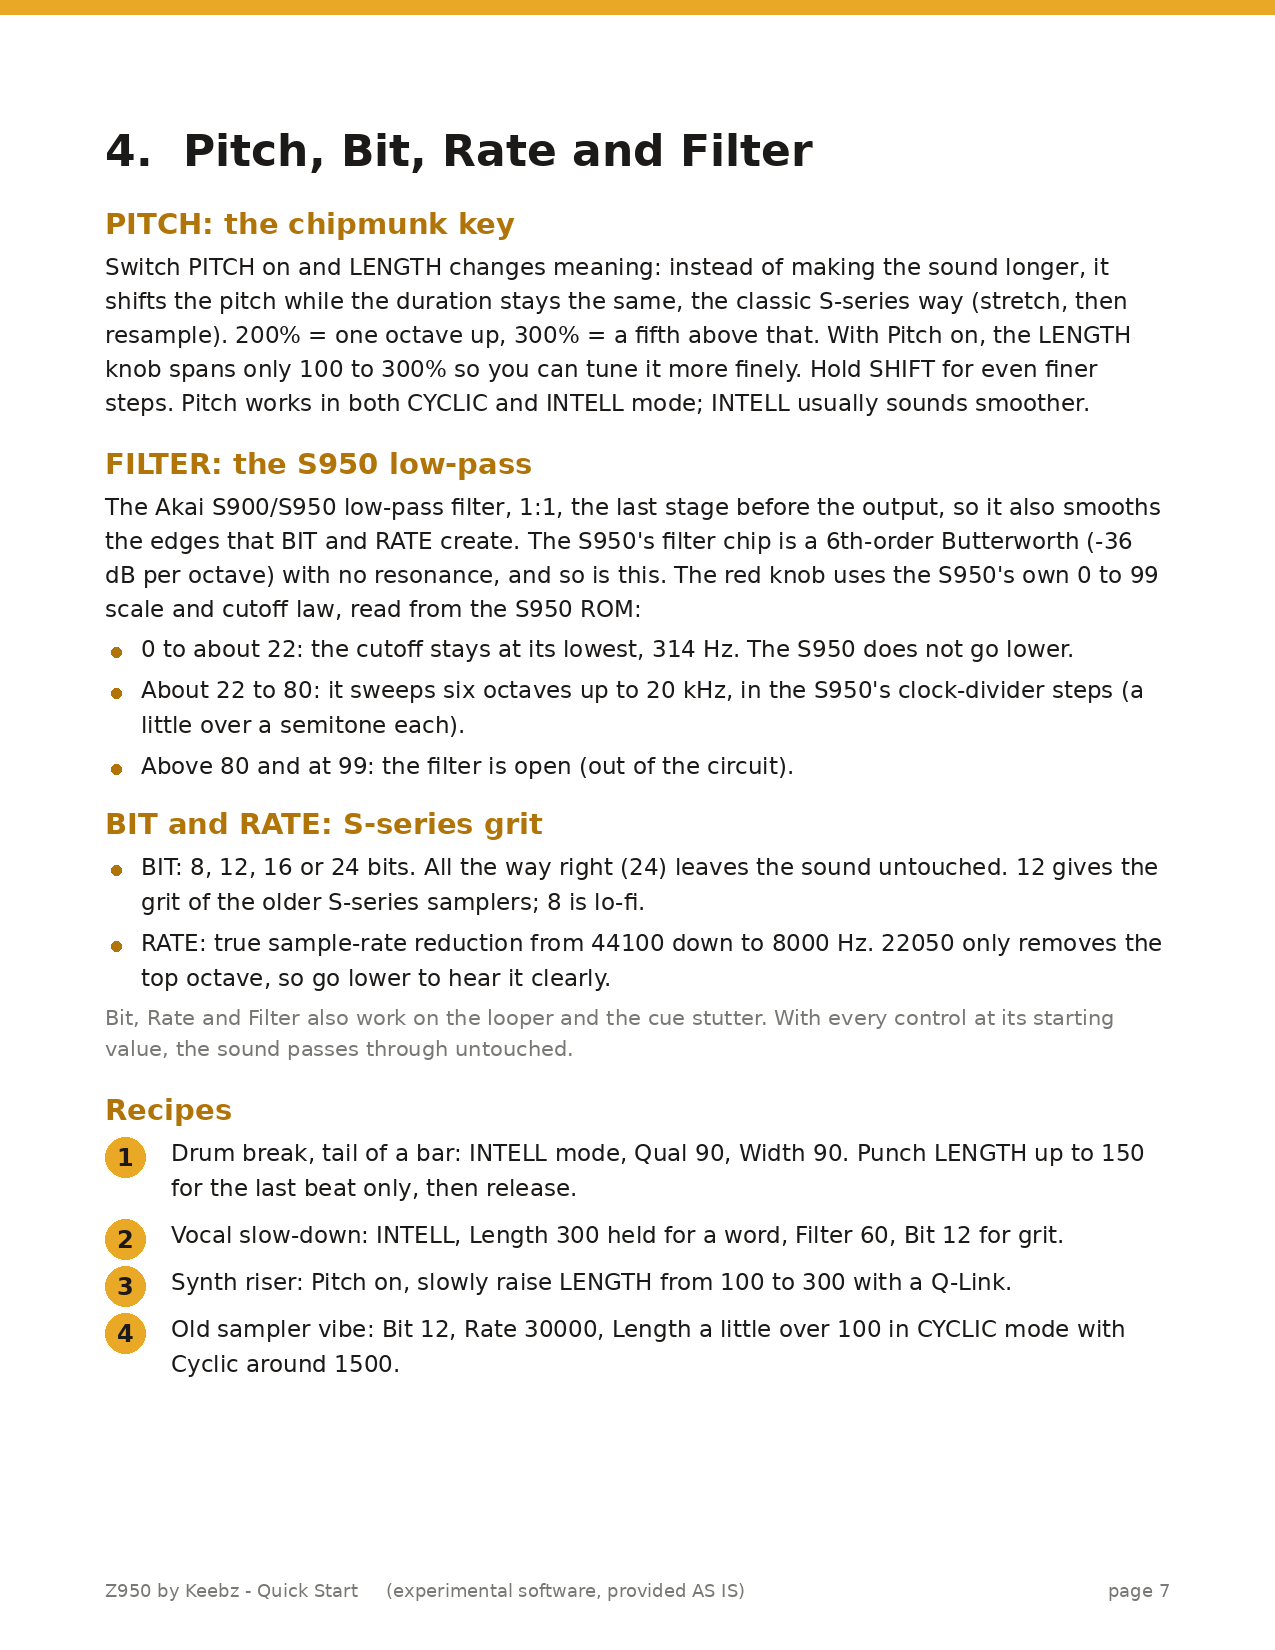 4. Pitch, Bit, Rate and Filter
PITCH: the chipmunk key
Switch PITCH on and LENGTH changes meaning: instead of making the sound longer, it
shifts the pitch while the duration stays the same, the classic S-series way (stretch, then
resample). 200% = one octave up, 300% = a fifth above that. With Pitch on, the LENGTH
knob spans only 100 to 300% so you can tune it more finely. Hold SHIFT for even finer
steps. Pitch works in both CYCLIC and INTELL mode; INTELL usually sounds smoother.
FILTER: the S950 low-pass
The Akai S900/S950 low-pass filter, 1:1, the last stage before the output, so it also smooths
the edges that BIT and RATE create. The S950's filter chip is a 6th-order Butterworth (-36
dB per octave) with no resonance, and so is this. The red knob uses the S950's own 0 to 99
scale and cutoff law, read from the S950 ROM:
● 0 to about 22: the cutoff stays at its lowest, 314 Hz. The S950 does not go lower.
● About 22 to 80: it sweeps six octaves up to 20 kHz, in the S950's clock-divider steps (a
little over a semitone each).
● Above 80 and at 99: the filter is open (out of the circuit).
BIT and RATE: S-series grit
● BIT: 8, 12, 16 or 24 bits. All the way right (24) leaves the sound untouched. 12 gives the
grit of the older S-series samplers; 8 is lo-fi.
● RATE: true sample-rate reduction from 44100 down to 8000 Hz. 22050 only removes the
top octave, so go lower to hear it clearly.
Bit, Rate and Filter also work on the looper and the cue stutter. With every control at its starting
value, the sound passes through untouched.
Recipes
1 Drum break, tail of a bar: INTELL mode, Qual 90, Width 90. Punch LENGTH up to 150
for the last beat only, then release.
2 Vocal slow-down: INTELL, Length 300 held for a word, Filter 60, Bit 12 for grit.
3 Synth riser: Pitch on, slowly raise LENGTH from 100 to 300 with a Q-Link.
4 Old sampler vibe: Bit 12, Rate 30000, Length a little over 100 in CYCLIC mode with
Cyclic around 1500.
Z950 by Keebz - Quick Start (experimental software, provided AS IS) page 7